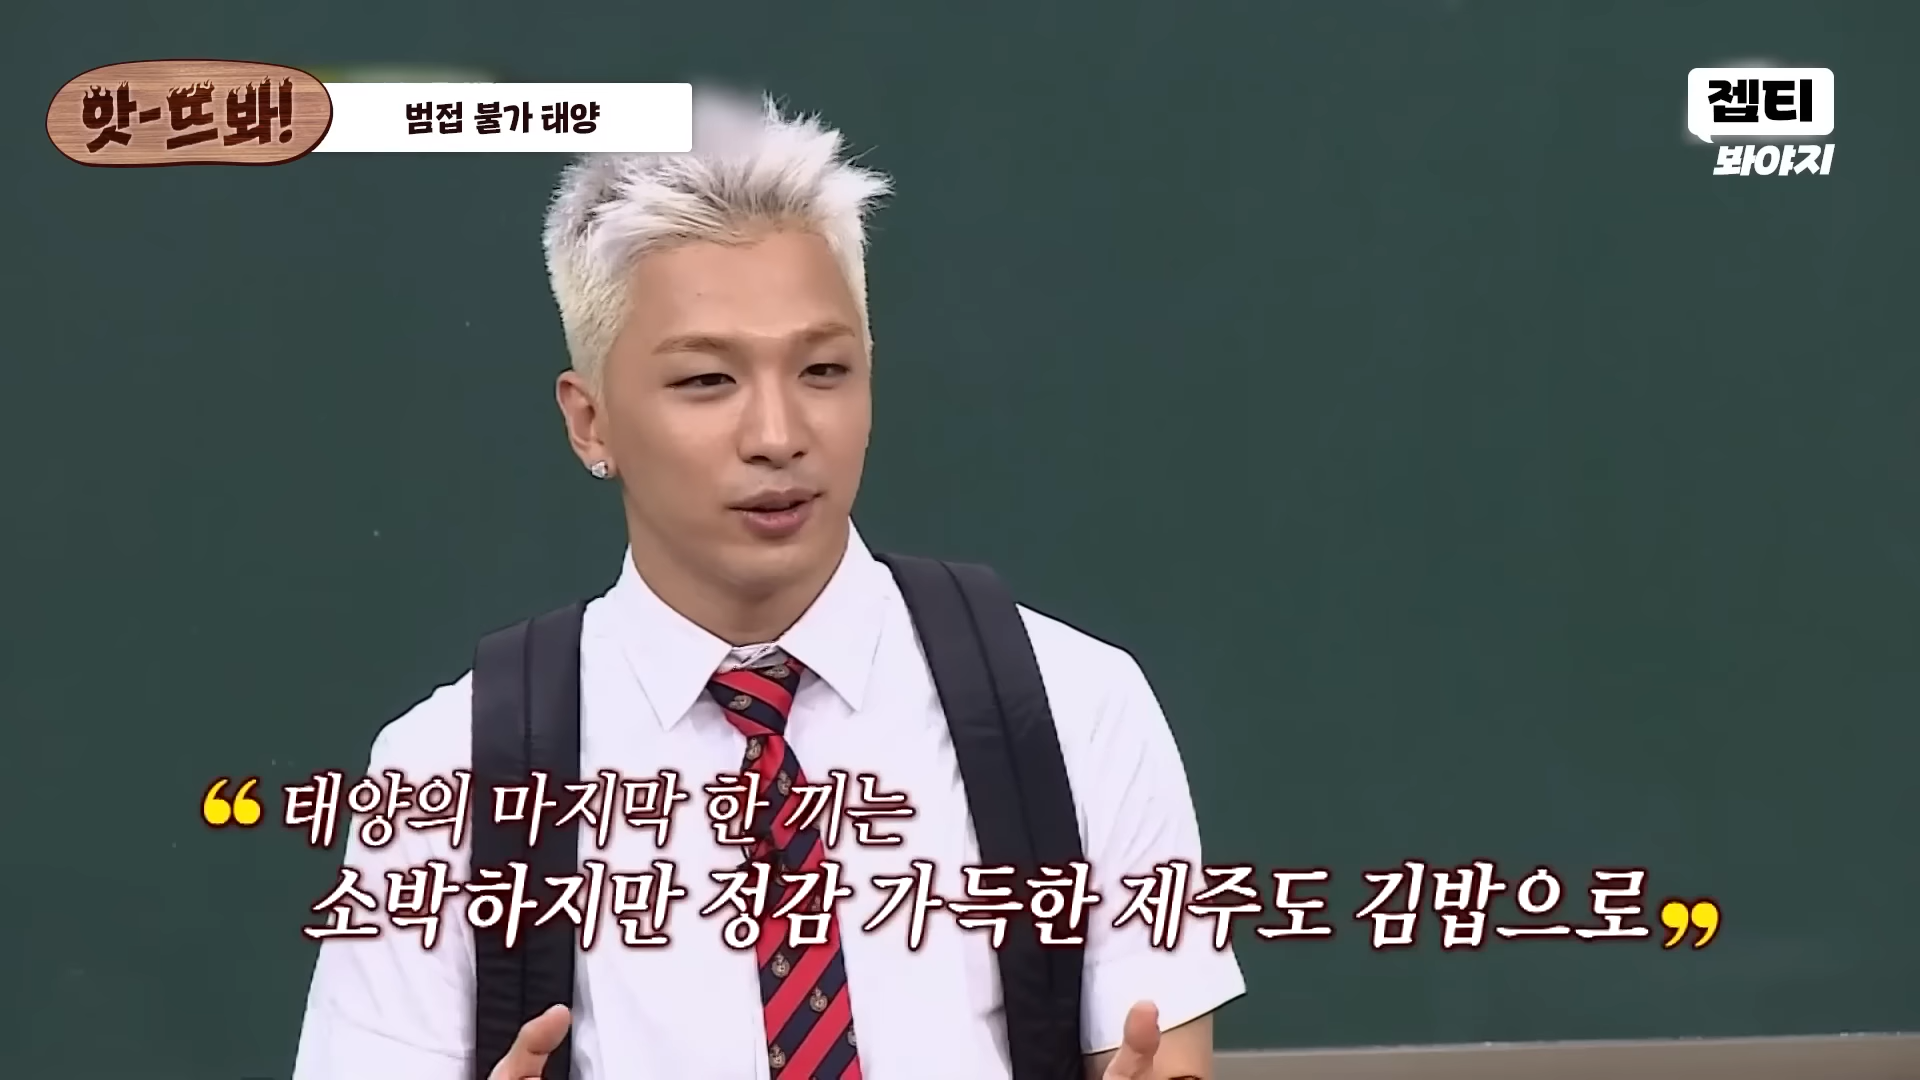 앗-뜨봐!
범접 불가 태양
젭티
봐야지
“태양의 마지막 한 끼는
소박하지만 정감 가득한 제주도 김밥으로”